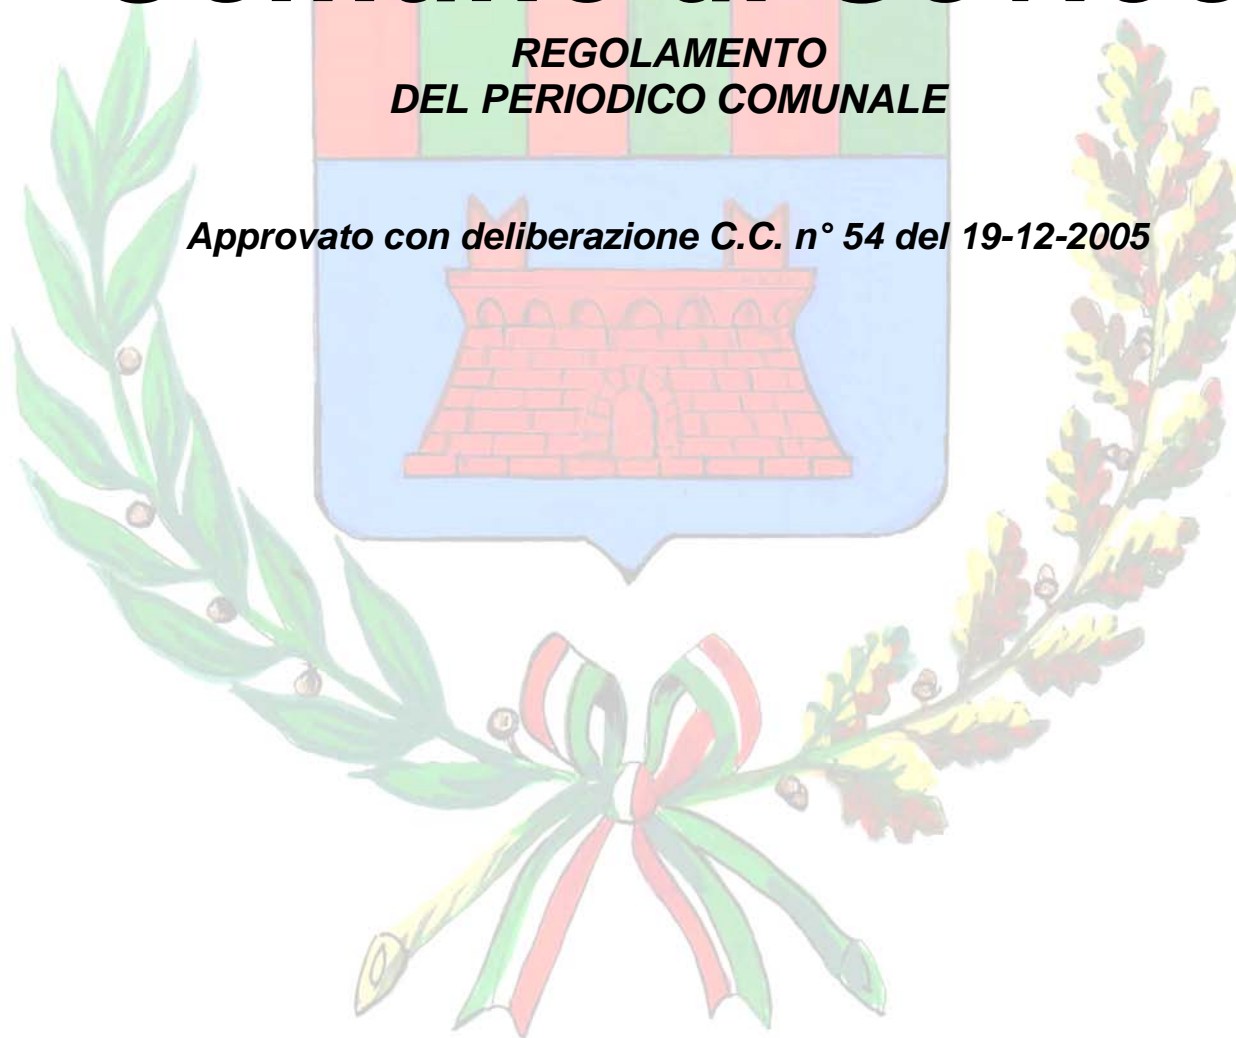 REGOLAMENTO
DEL PERIODICO COMUNALE
Approvato con deliberazione C.C. n° 54 del 19-12-2005